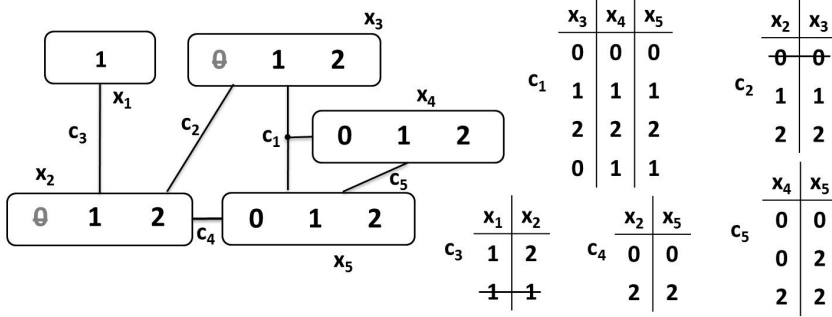 x3
1
0 1 2
x1
x4
c3
c2
c1
0 1 2
x2
c5
0 1 2
c4
0 1 2
x5
x3 x4 x5
0 0 0
c1
1 1 1
2 2 2
0 1 1
x2 x3
0 0
c2
1 1
2 2
x1 x2
c3 1 2
1 1
x2 x5
c4 0 0
2 2
x4 x5
0 0
c5
0 2
2 2